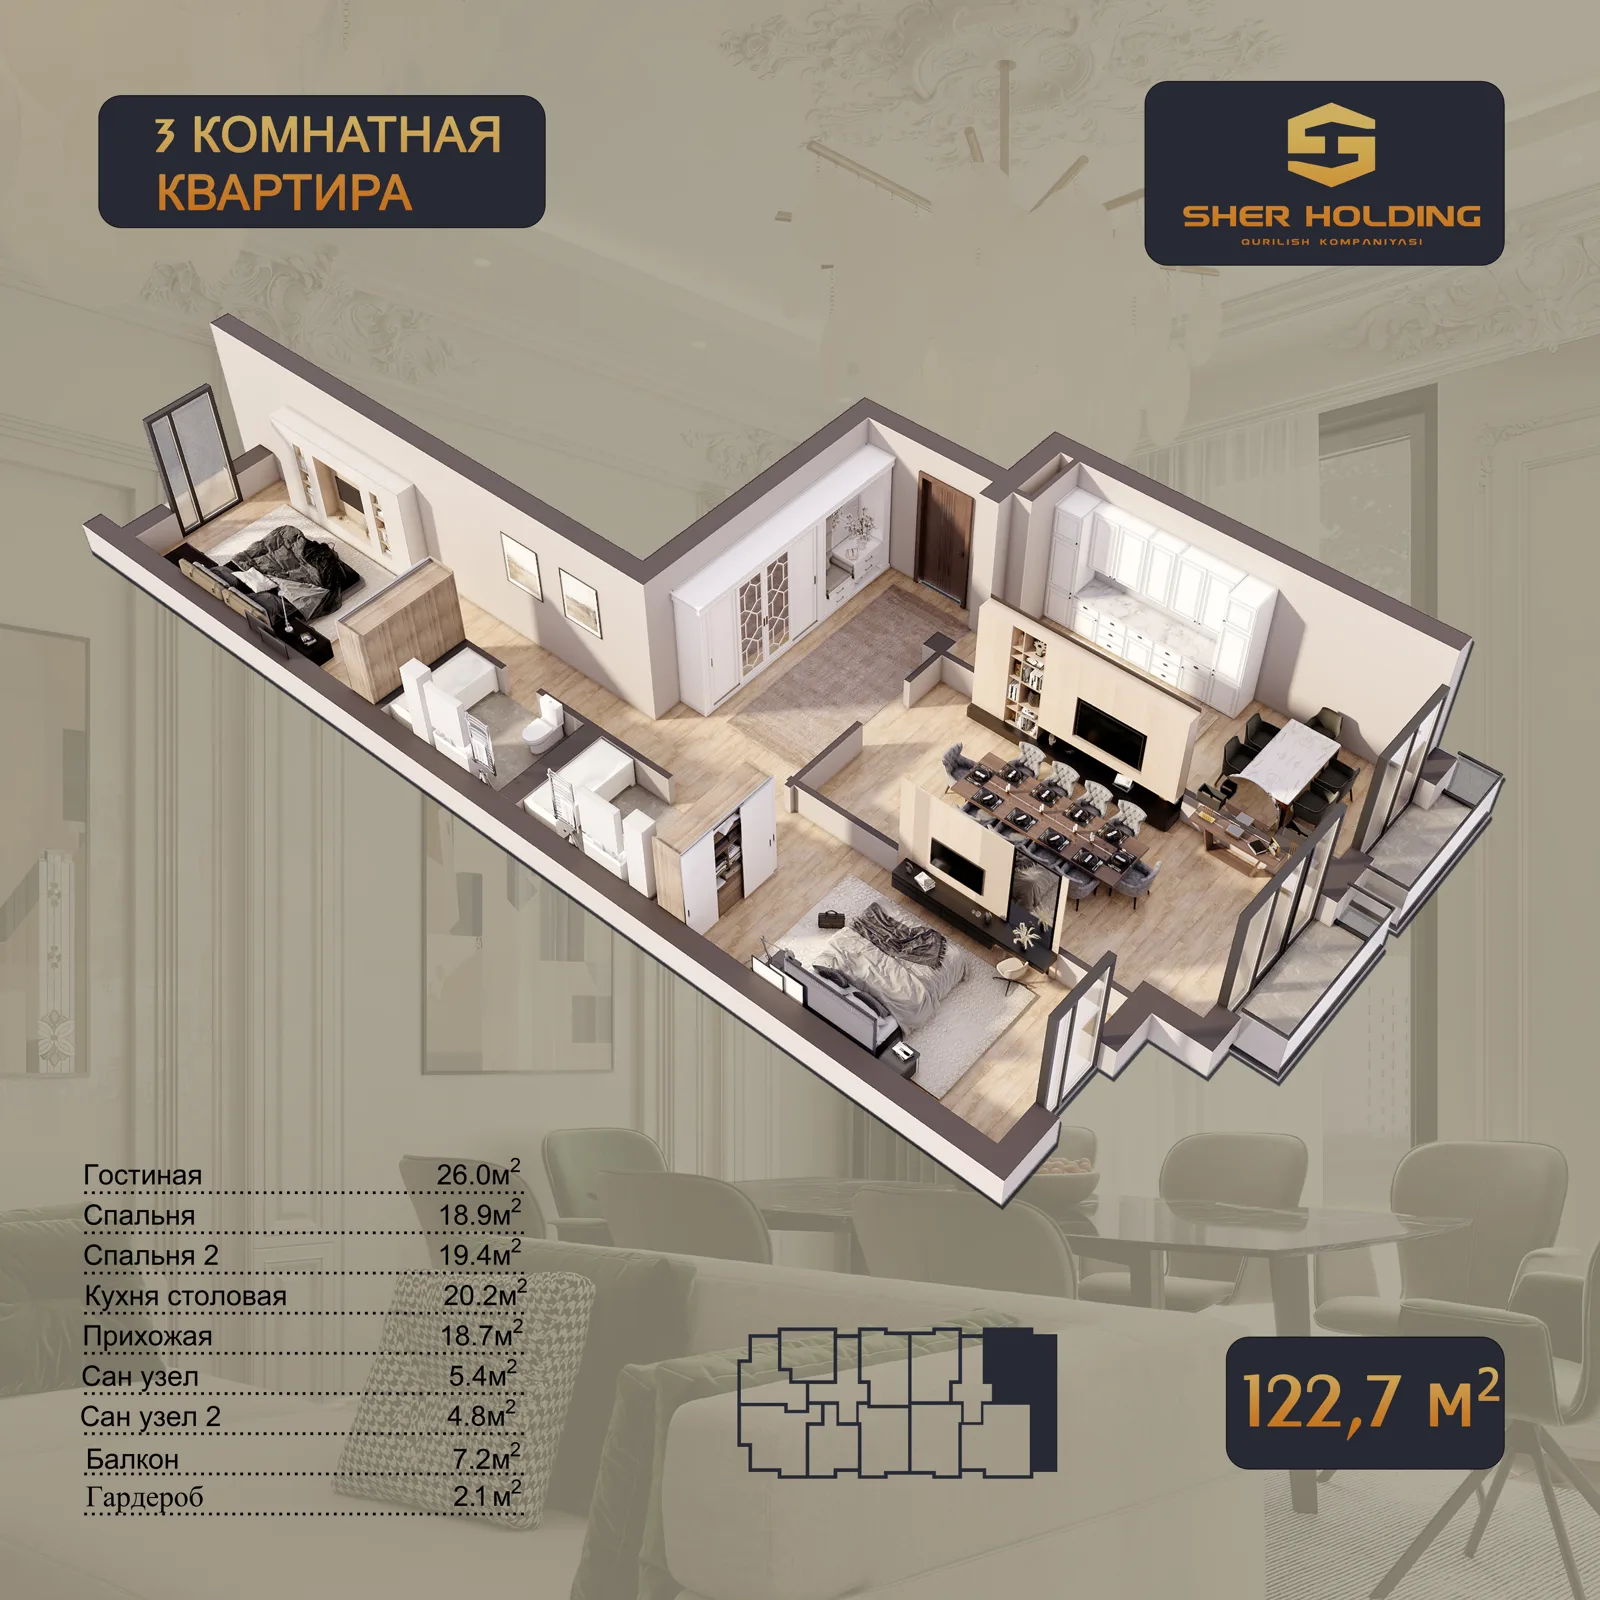 3 КОМНАТНАЯ
КВАРТИРА
SHER HOLDING
QURILISH KOMPANIYASI
Гостиная 26.0м²
Спальня 18.9м²
Спальня 2 19.4м²
Кухня столовая 20.2м²
Прихожая 18.7м²
Сан узел 5.4м²
Сан узел 2 4.8м²
Балкон 7.2м²
Гардероб 2.1м²
122,7 м²